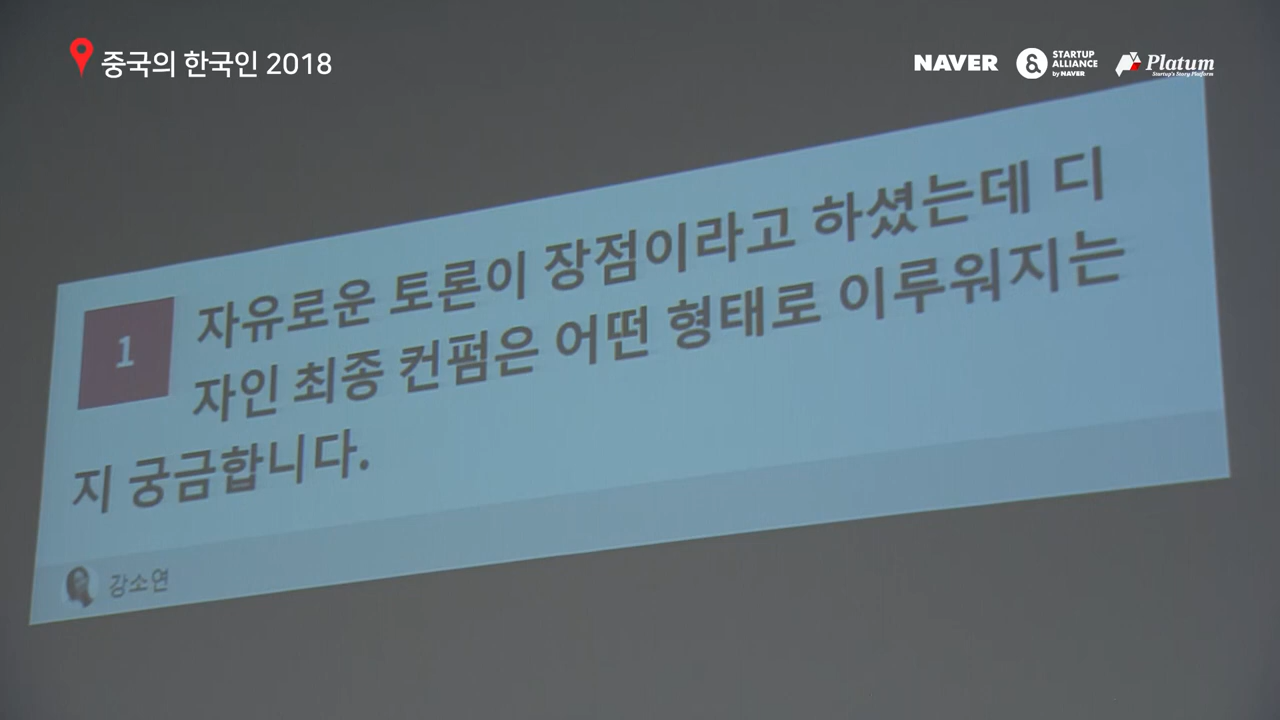 중국의 한국인 2018
NAVER
& STARTUP ALLIANCE by NAVER
Platum
Startup's Story Platform
1
자유로운 토론이 장점이라고 하셨는데 디
자인 최종 컨펌은 어떤 형태로 이루워지는
지 궁금합니다.
강소연